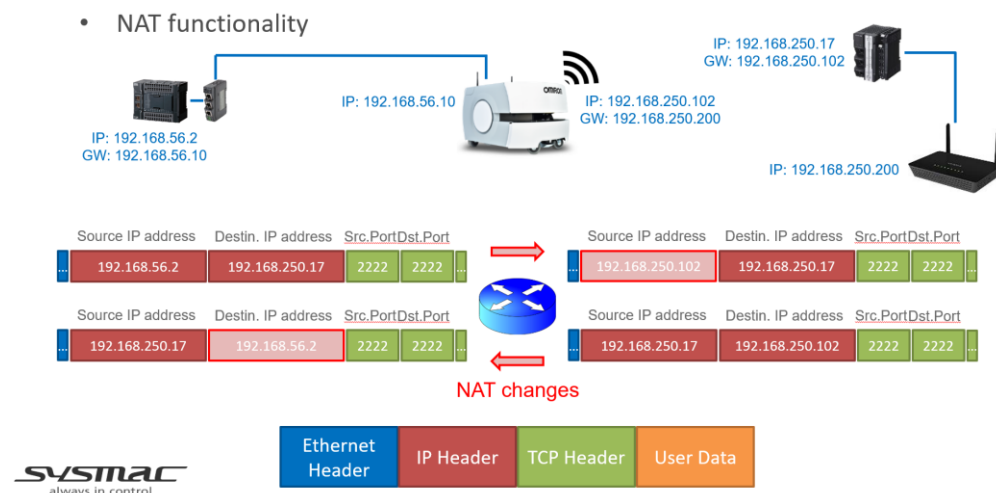 • NAT functionality
IP: 192.168.250.17
GW: 192.168.250.102
OMRON
IP: 192.168.56.10
IP: 192.168.250.102
GW: 192.168.250.200
IP: 192.168.56.2
GW: 192.168.56.10
IP: 192.168.250.200
Source IP address Destin. IP address Src.Port Dst.Port
... 192.168.56.2 192.168.250.17 2222 2222 ...
Source IP address Destin. IP address Src.Port Dst.Port
... 192.168.250.102 192.168.250.17 2222 2222 ...
Source IP address Destin. IP address Src.Port Dst.Port
... 192.168.250.17 192.168.56.2 2222 2222 ...
Source IP address Destin. IP address Src.Port Dst.Port
... 192.168.250.17 192.168.250.102 2222 2222 ...
NAT changes
Ethernet
Header
IP Header
TCP Header
User Data
sysmac
always in control